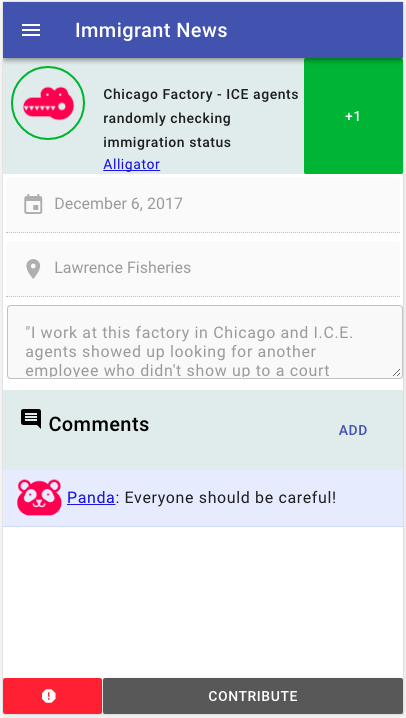 Immigrant News
Chicago Factory - ICE agents
randomly checking
immigration status
Alligator
+1
December 6, 2017
Lawrence Fisheries
"I work at this factory in Chicago and I.C.E.
agents showed up looking for another
employee who didn't show up to a court
Comments
ADD
Panda: Everyone should be careful!
CONTRIBUTE